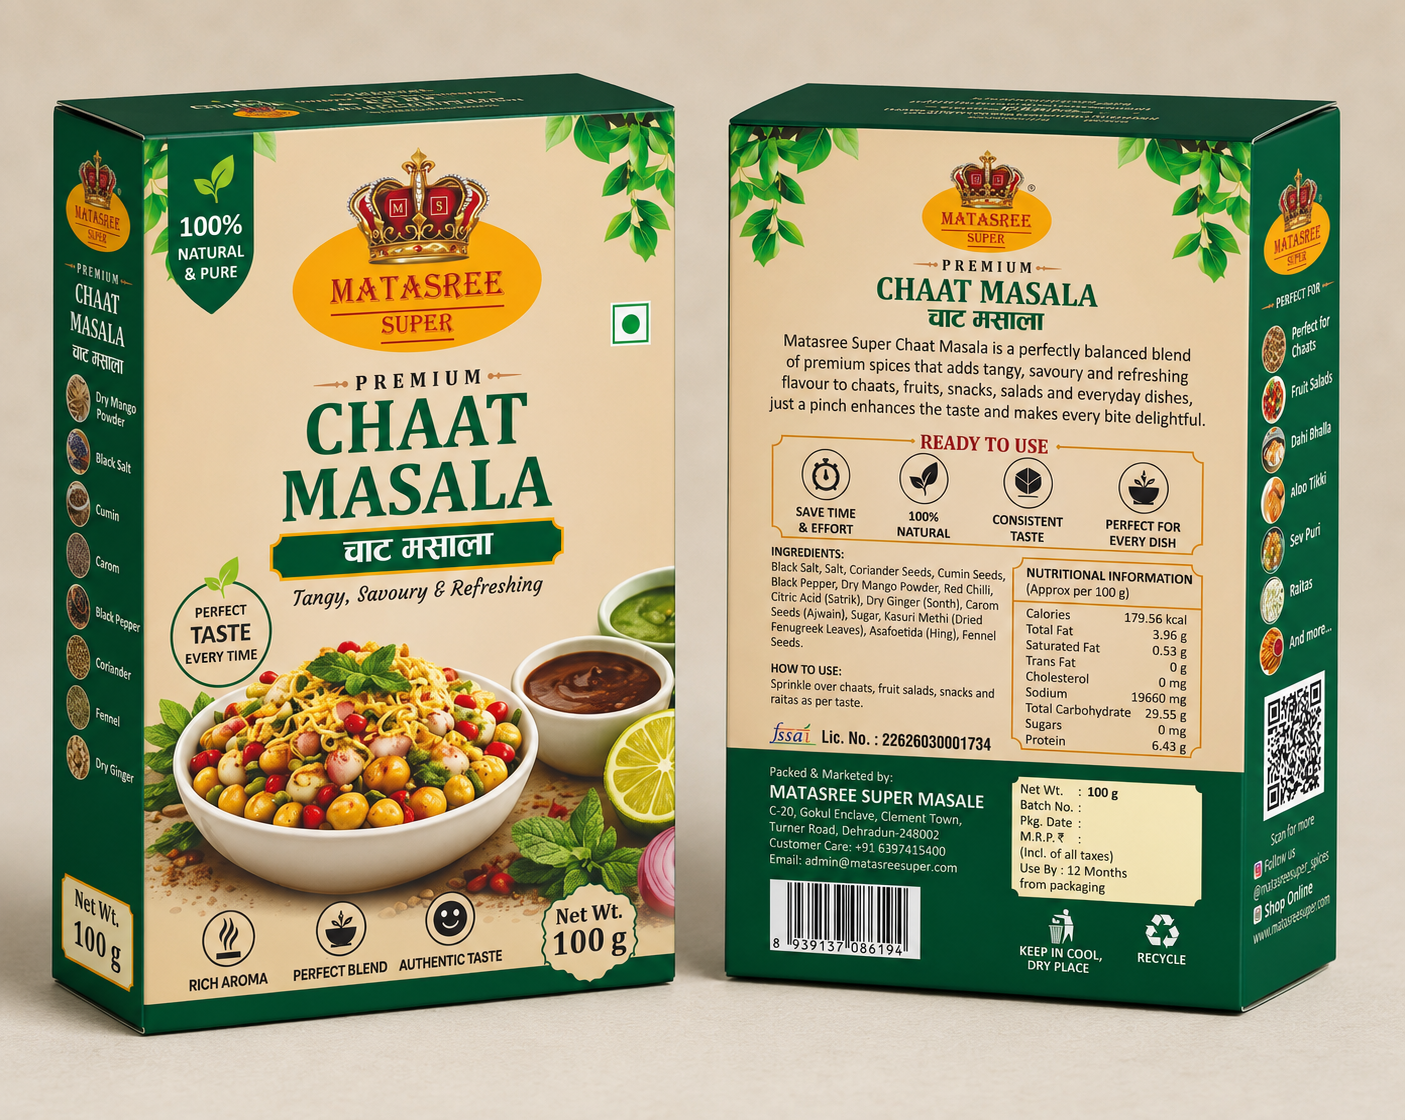 MATASREE
SUPER
PREMIUM
CHAAT
MASALA
चाट मसाला
Dry Mango
Powder
Black Salt
Cumin
Carom
Black Pepper
Coriander
Fennel
Dry Ginger
Net Wt.
100 g
100%
NATURAL
& PURE
M S
MATASREE
SUPER
PREMIUM
CHAAT
MASALA
चाट मसाला
Tangy, Savoury & Refreshing
PERFECT
TASTE
EVERY TIME
RICH AROMA
PERFECT BLEND
AUTHENTIC TASTE
Net Wt.
100 g
®
MATASREE
SUPER
PREMIUM
CHAAT MASALA
चाट मसाला
Matasree Super Chaat Masala is a perfectly balanced blend
of premium spices that adds tangy, savoury and refreshing
flavour to chaats, fruits, snacks, salads and everyday dishes,
just a pinch enhances the taste and makes every bite delightful.
READY TO USE
SAVE TIME
& EFFORT
100%
NATURAL
CONSISTENT
TASTE
PERFECT FOR
EVERY DISH
INGREDIENTS:
Black Salt, Salt, Coriander Seeds, Cumin Seeds,
Black Pepper, Dry Mango Powder, Red Chilli,
Citric Acid (Satrik), Dry Ginger (Sonth), Carom
Seeds (Ajwain), Sugar, Kasuri Methi (Dried
Fenugreek Leaves), Asafoetida (Hing), Fennel
Seeds.
HOW TO USE:
Sprinkle over chaats, fruit salads, snacks and
raitas as per taste.
fssai Lic. No. : 22626030001734
NUTRITIONAL INFORMATION
(Approx per 100 g)
Calories 179.56 kcal
Total Fat 3.96 g
Saturated Fat 0.53 g
Trans Fat 0 g
Cholesterol 0 mg
Sodium 19660 mg
Total Carbohydrate 29.55 g
Sugars 0 mg
Protein 6.43 g
Packed & Marketed by:
MATASREE SUPER MASALE
C-20, Gokul Enclave, Clement Town,
Turner Road, Dehradun-248002
Customer Care: +91 6397415400
Email: admin@matasreesuper.com
8 939137 086194
Net Wt. : 100 g
Batch No. :
Pkg. Date :
M.R.P.₹ :
(Incl. of all taxes)
Use By : 12 Months
from packaging
KEEP IN COOL,
DRY PLACE
RECYCLE
MATASREE
SUPER
PERFECT FOR
Perfect for
Chaats
Fruit Salads
Dahi Bhalla
Aloo Tikki
Sev Puri
Raitas
And more...
Scan for more
Follow us
@matasreesuper_spices
Shop Online
www.matasreesuper.com